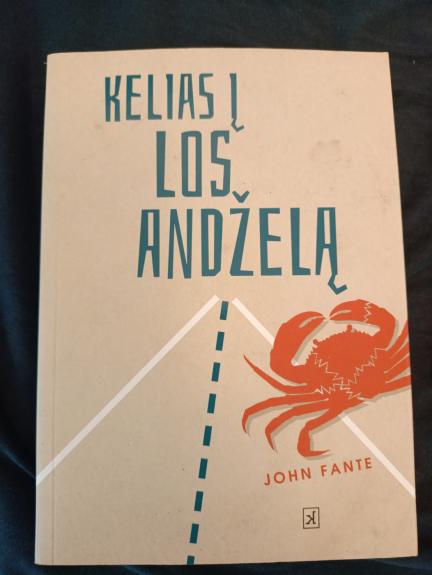 KELIAS Į
LOS
ANDŽELĄ
JOHN FANTE
K